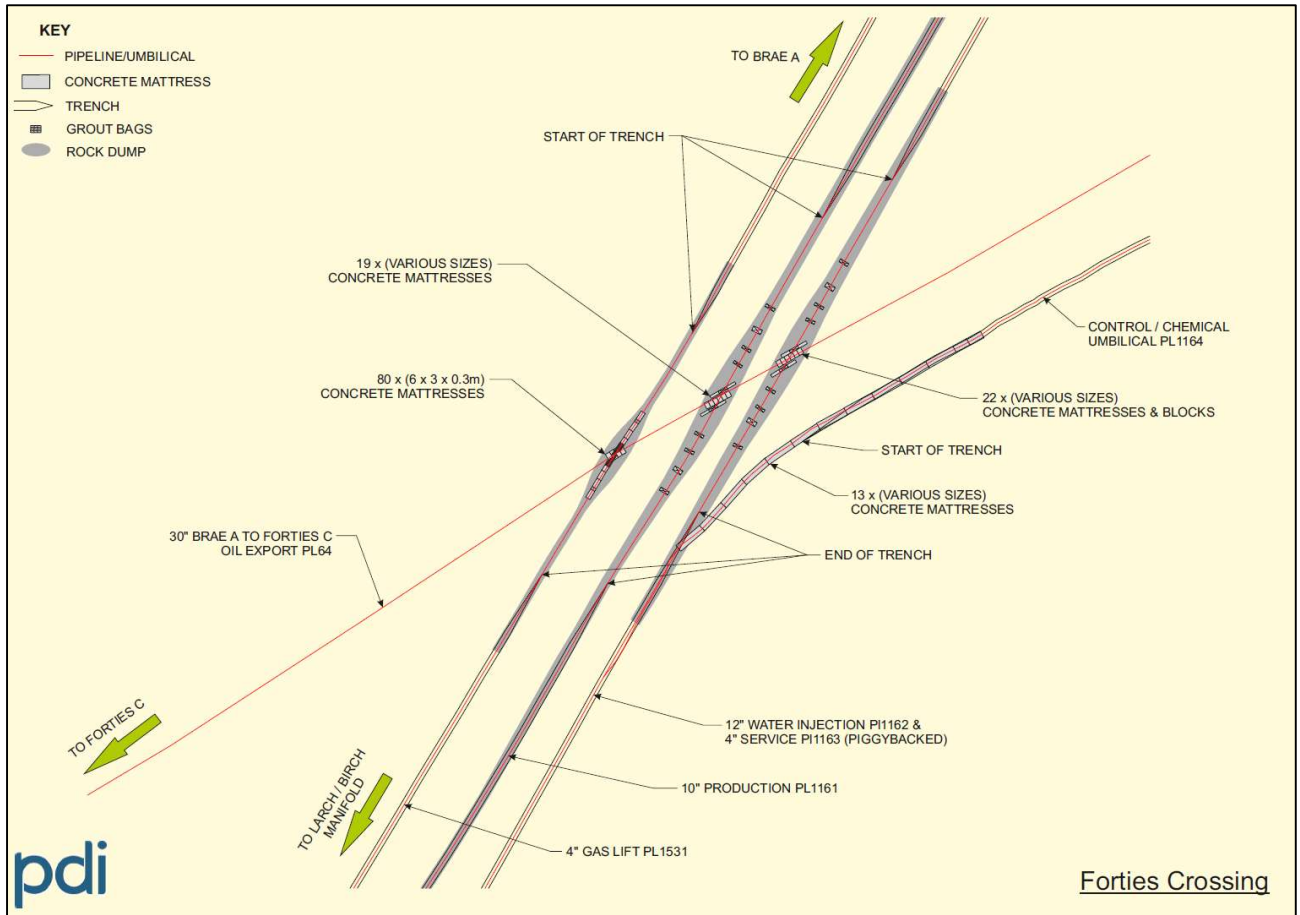 KEY
PIPELINE/UMBILICAL
CONCRETE MATTRESS
TRENCH
GROUT BAGS
ROCK DUMP
TO BRAE A
START OF TRENCH
19 x (VARIOUS SIZES)
CONCRETE MATTRESSES
80 x (6 x 3 x 0.3m)
CONCRETE MATTRESSES
CONTROL / CHEMICAL
UMBILICAL PL1164
22 x (VARIOUS SIZES)
CONCRETE MATTRESSES & BLOCKS
START OF TRENCH
13 x (VARIOUS SIZES)
CONCRETE MATTRESSES
30" BRAE A TO FORTIES C
OIL EXPORT PL64
END OF TRENCH
TO FORTIES C
12" WATER INJECTION Pl1162 &
4" SERVICE Pl1163 (PIGGYBACKED)
10" PRODUCTION PL1161
TO LARCH / BIRCH
MANIFOLD
4" GAS LIFT PL1531
pdi
Forties Crossing